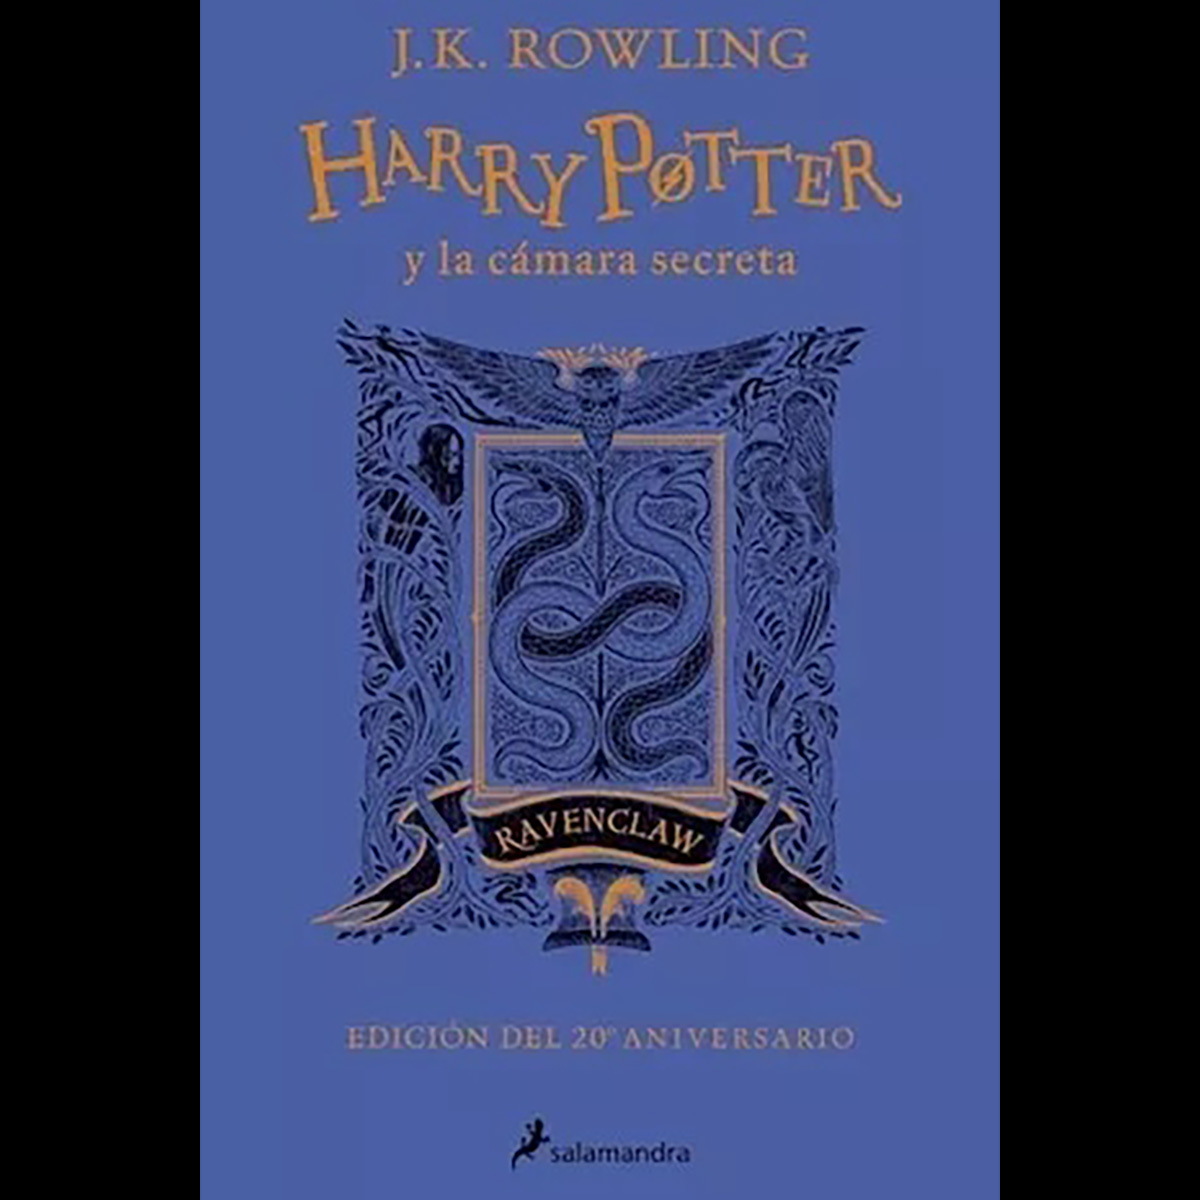 J.K. ROWLING
HARRY POTTER
y la cámara secreta
RAVENCLAW
EDICIÓN DEL 20º ANIVERSARIO
salamandra